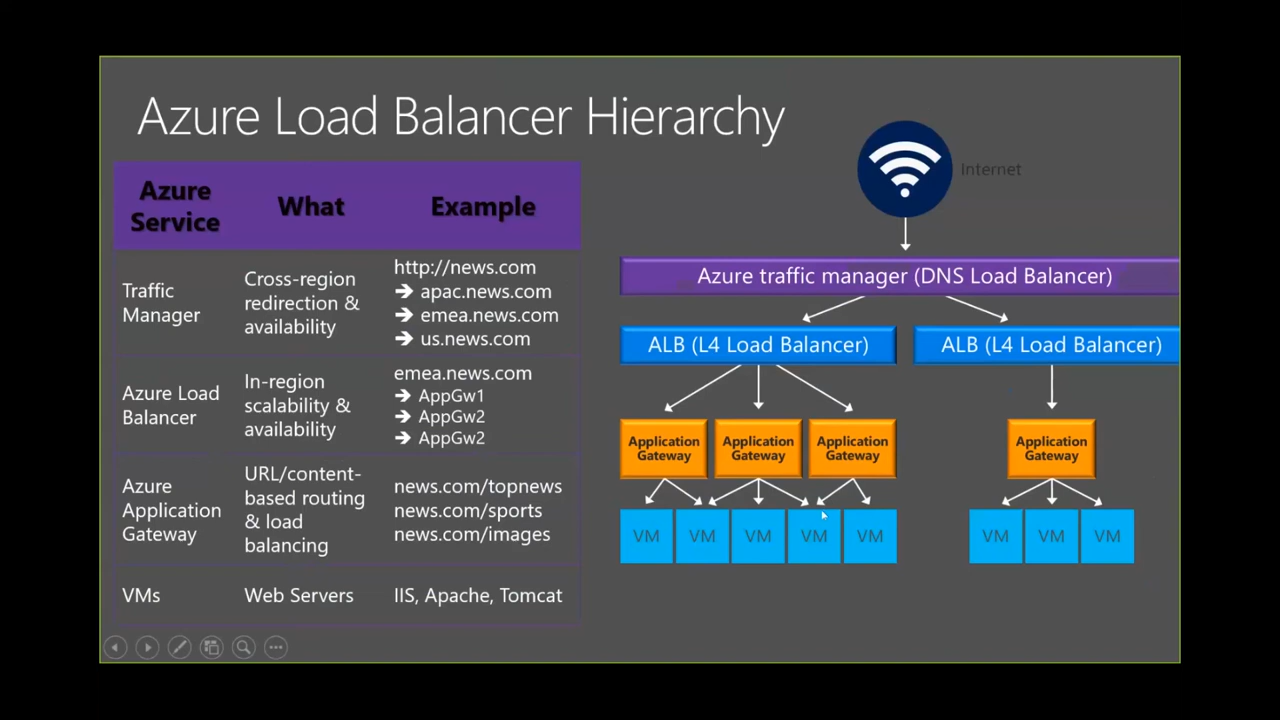 Azure Load Balancer Hierarchy
Azure
Service
What
Example
Traffic
Manager
Cross-region
redirection &
availability
http://news.com
➔ apac.news.com
➔ emea.news.com
➔ us.news.com
Azure Load
Balancer
In-region
scalability &
availability
emea.news.com
➔ AppGw1
➔ AppGw2
➔ AppGw2
Azure
Application
Gateway
URL/content-
based routing
& load
balancing
news.com/topnews
news.com/sports
news.com/images
VMs
Web Servers
IIS, Apache, Tomcat
Internet
Azure traffic manager (DNS Load Balancer)
ALB (L4 Load Balancer)
ALB (L4 Load Balancer)
Application
Gateway
Application
Gateway
Application
Gateway
Application
Gateway
VM
VM
VM
VM
VM
VM
VM
VM